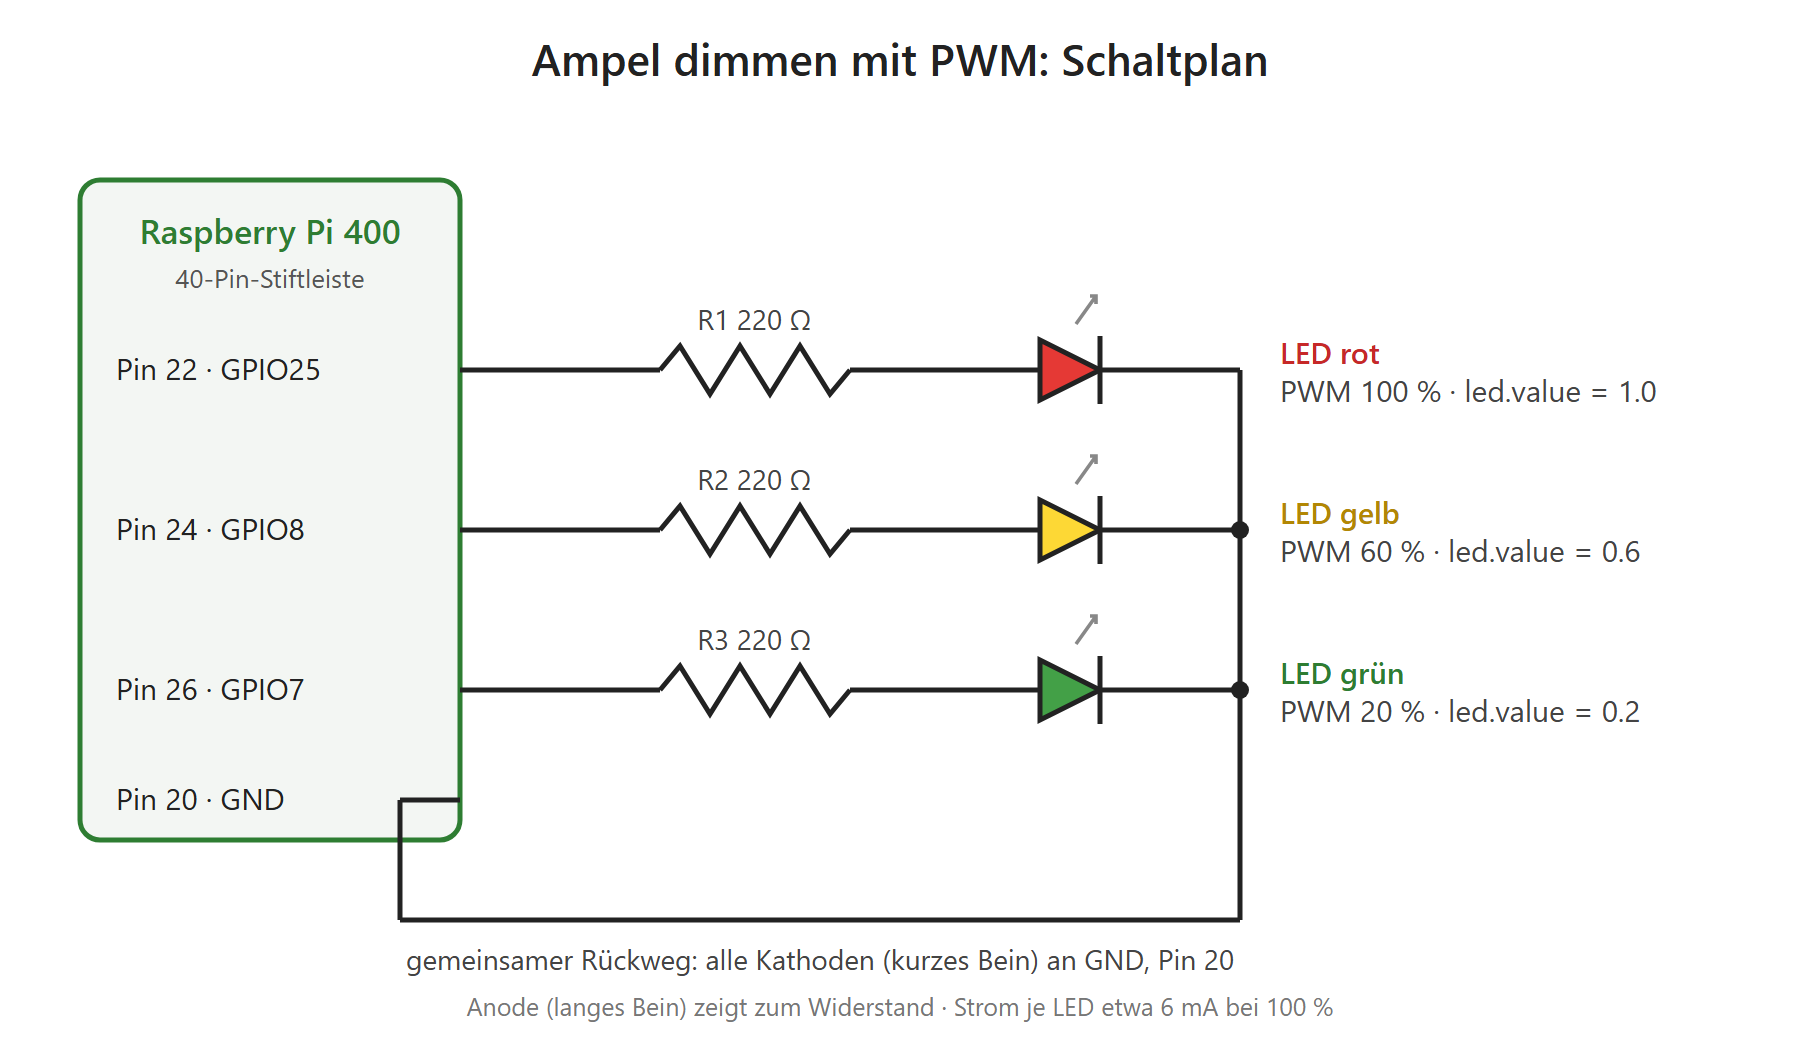 Ampel dimmen mit PWM: Schaltplan
Raspberry Pi 400
40-Pin-Stiftleiste
R1 220 Ω
Pin 22 · GPIO25
LED rot
PWM 100 % · led.value = 1.0
R2 220 Ω
Pin 24 · GPIO8
LED gelb
PWM 60 % · led.value = 0.6
R3 220 Ω
Pin 26 · GPIO7
LED grün
PWM 20 % · led.value = 0.2
Pin 20 · GND
gemeinsamer Rückweg: alle Kathoden (kurzes Bein) an GND, Pin 20
Anode (langes Bein) zeigt zum Widerstand · Strom je LED etwa 6 mA bei 100 %